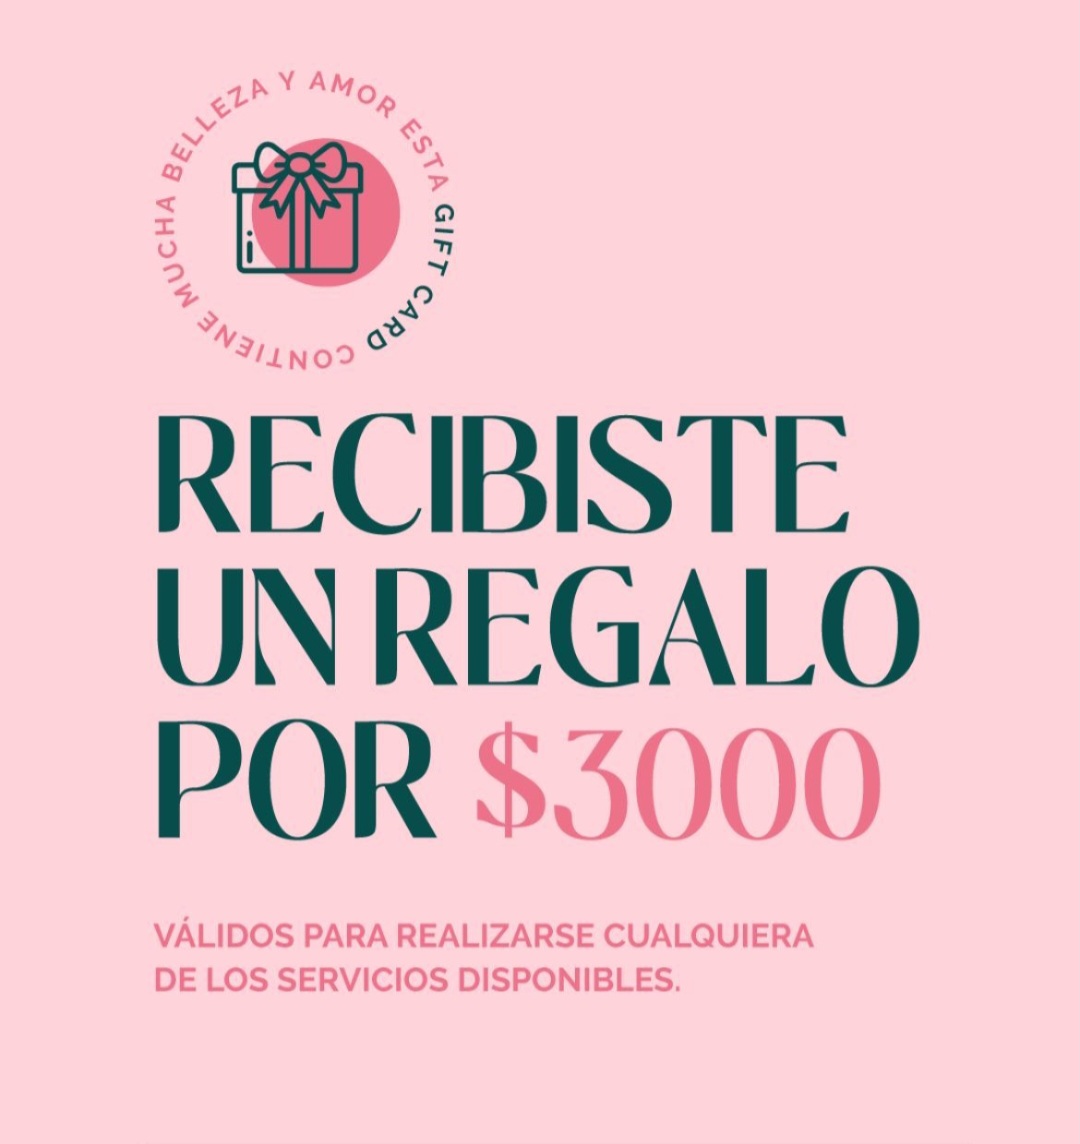 ESTA GIFT CARD CONTIENE MUCHA BELLEZA Y AMOR
RECIBISTE
UN REGALO
POR $3000
VÁLIDOS PARA REALIZARSE CUALQUIERA
DE LOS SERVICIOS DISPONIBLES.